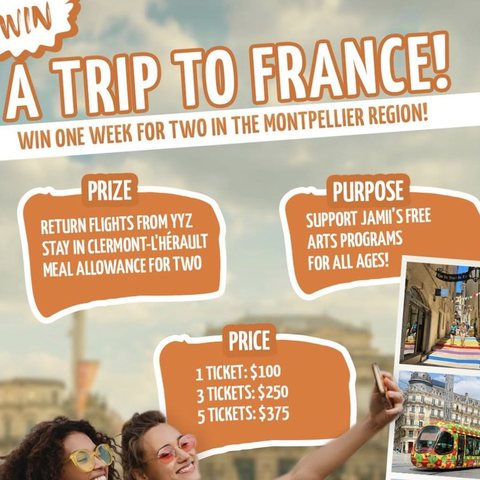 WIN
A TRIP TO FRANCE!
WIN ONE WEEK FOR TWO IN THE MONTPELLIER REGION!
PRIZE
RETURN FLIGHTS FROM YYZ
STAY IN CLERMONT-L'HÉRAULT
MEAL ALLOWANCE FOR TWO
PURPOSE
SUPPORT JAMII'S FREE
ARTS PROGRAMS
FOR ALL AGES!
PRICE
1 TICKET: $100
3 TICKETS: $250
5 TICKETS: $375